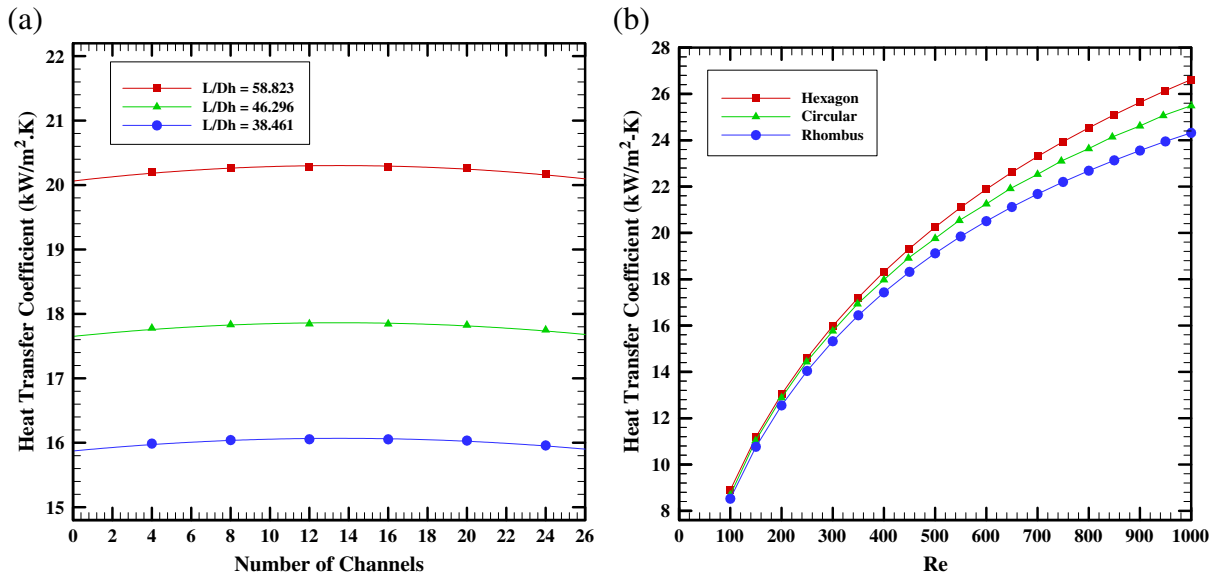 (a)
22
21
20
19
18
17
16
15
Heat Transfer Coefficient (kW/m².K)
L/Dh = 58.823
L/Dh = 46.296
L/Dh = 38.461
0 2 4 6 8 10 12 14 16 18 20 22 24 26
Number of Channels
(b)
28
26
24
22
20
18
16
14
12
10
8
Heat Transfer Coefficient (kW/m²-K)
Hexagon
Circular
Rhombus
0 100 200 300 400 500 600 700 800 900 1000
Re